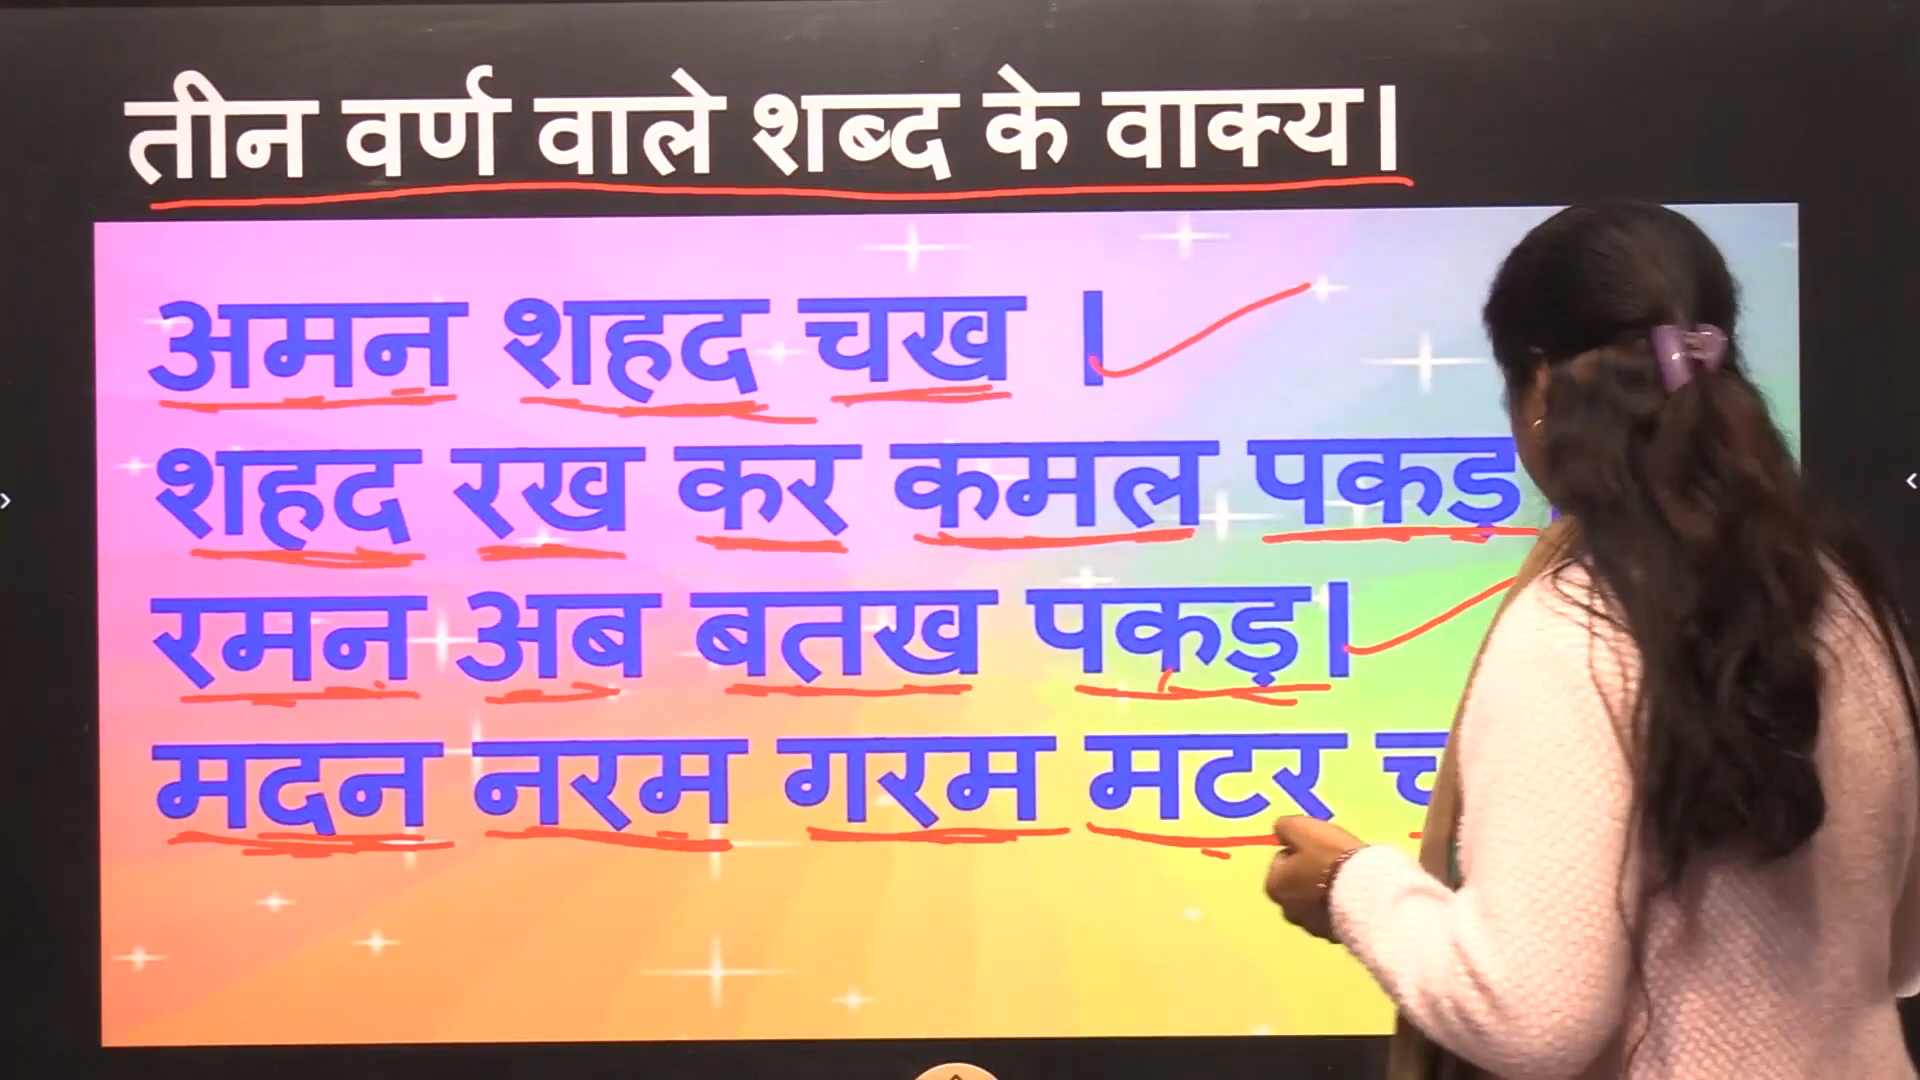 तीन वर्ण वाले शब्द के वाक्य।
अमन शहद चख ।
शहद रख कर कमल पकड़
रमन अब बतख पकड़।
मदन नरम गरम मटर